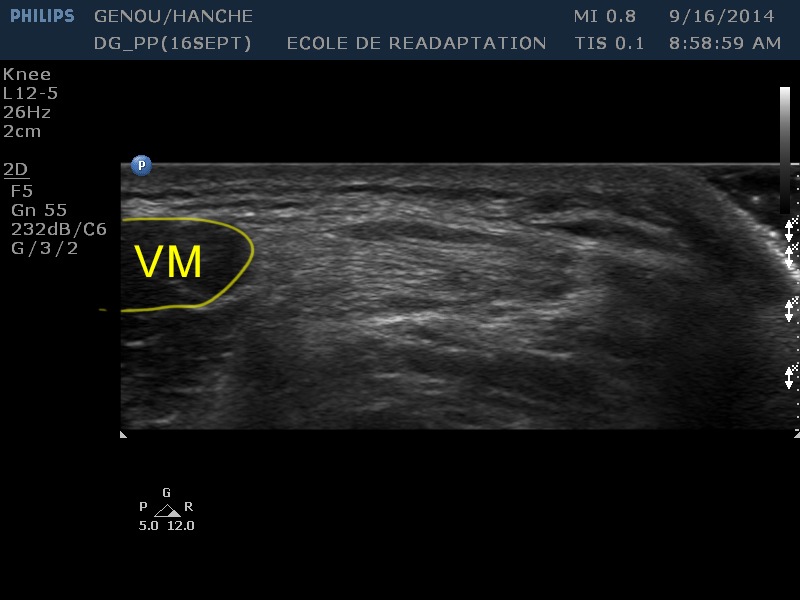 PHILIPS GENOU/HANCHE MI 0.8 9/16/2014
DG_PP(16SEPT) ECOLE DE READAPTATION TIS 0.1 8:58:59 AM
Knee
L12-5
26Hz
2cm
2D
F5
Gn 55
232dB/C6
G/3/2
P
VM
G
P R
5.0 12.0